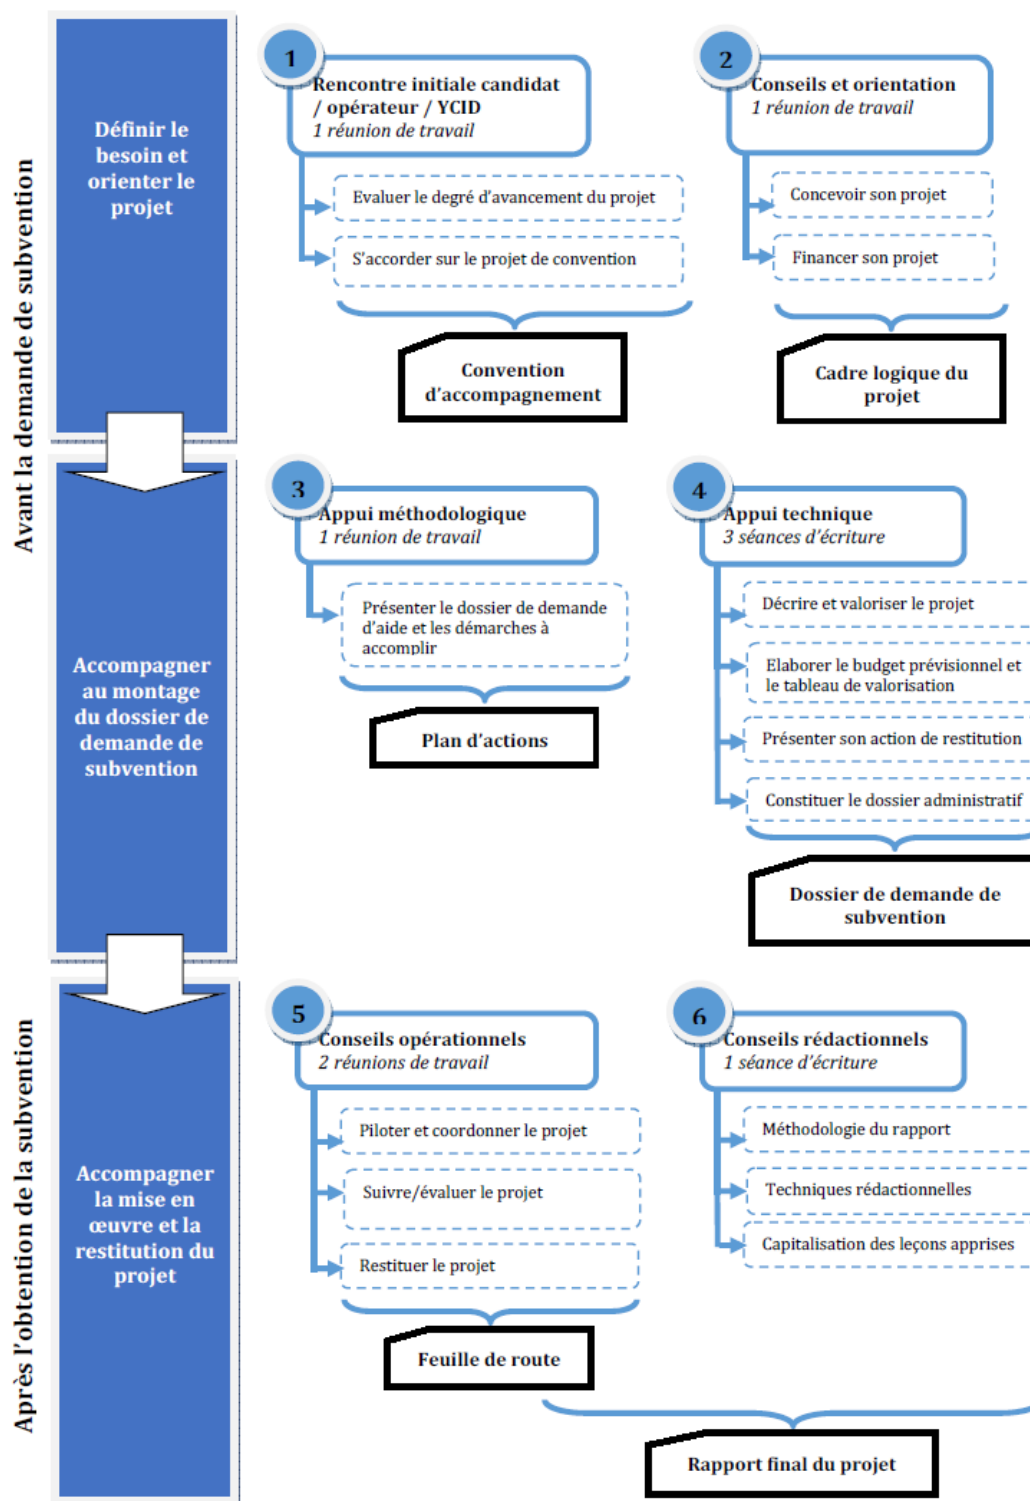 Avant la demande de subvention
Définir le
besoin et
orienter le
projet
1
Rencontre initiale candidat
/ opérateur / YCID
1 réunion de travail
Evaluer le degré d'avancement du projet
S'accorder sur le projet de convention
Convention
d'accompagnement
2
Conseils et orientation
1 réunion de travail
Concevoir son projet
Financer son projet
Cadre logique du
projet
Accompagner
au montage
du dossier de
demande de
subvention
3
Appui méthodologique
1 réunion de travail
Présenter le dossier de demande
d'aide et les démarches à
accomplir
Plan d'actions
4
Appui technique
3 séances d'écriture
Décrire et valoriser le projet
Elaborer le budget prévisionnel et
le tableau de valorisation
Présenter son action de restitution
Constituer le dossier administratif
Dossier de demande de
subvention
Après l'obtention de la subvention
Accompagner
la mise en
œuvre et la
restitution du
projet
5
Conseils opérationnels
2 réunions de travail
Piloter et coordonner le projet
Suivre/évaluer le projet
Restituer le projet
Feuille de route
6
Conseils rédactionnels
1 séance d'écriture
Méthodologie du rapport
Techniques rédactionnelles
Capitalisation des leçons apprises
Rapport final du projet